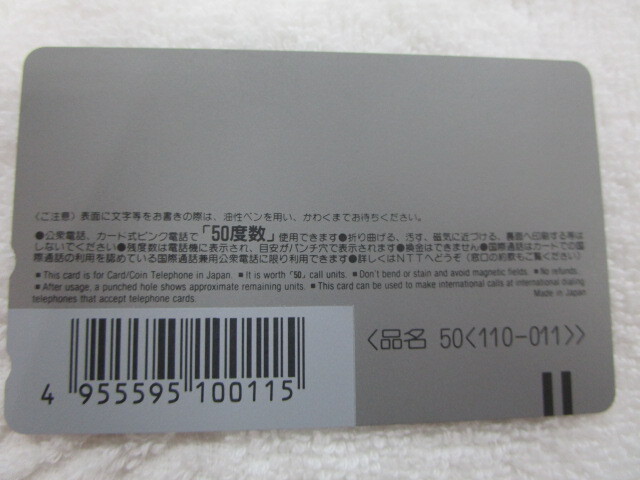 〈ご注意〉表面に文字等をお書きの際は、油性ペンを用い、かわくまでお待ちください。
●公衆電話、カード式ピンク電話で「50度数」使用できます●折り曲げる、汚す、磁気に近づける、裏面へ印刷する等は
しないでください●残度数は電話機に表示され、目安がパンチ穴で表示されます●換金はできません●国際通話はカードでの国
際通話の利用を認めている国際通話兼用公衆電話に限り利用できます●詳しくはNTTへどうぞ（窓口の約款もご覧ください）
■This card is for Card/Coin Telephone in Japan. ■It is worth「50」call units. ■Don't bend or stain and avoid magnetic fields. ■No refunds.
■After usage, a punched hole shows approximate remaining units. ■This card can be used to make international calls at international dialing
telephones that accept telephone cards. Made in Japan
〈品名 50〈110-011〉〉
4 955595 100115